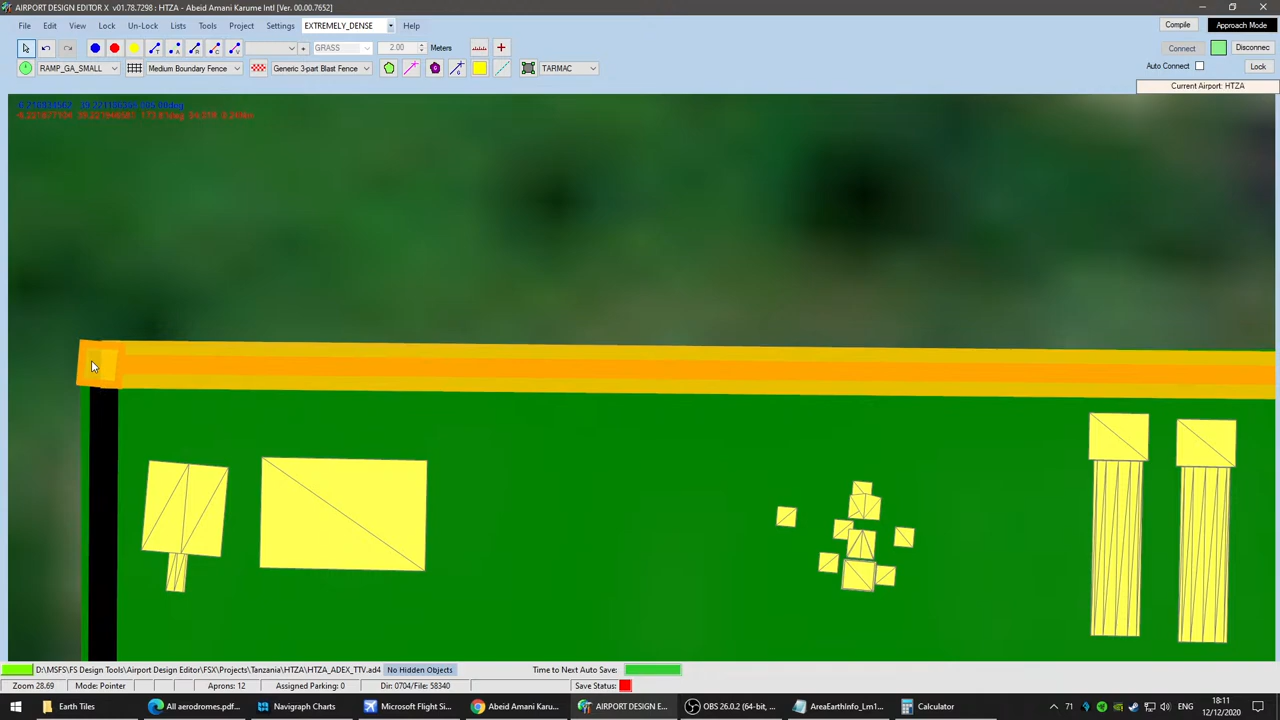 AIRPORT DESIGN EDITOR X v01.78.7298 : HTZA - Abeid Amani Karume Intl [Ver. 00.00.7652]
File Edit View Lock Un-Lock Lists Tools Project Settings EXTREMELY_DENSE Help Compile Approach Mode
GRASS 2.00 Meters Connect Disconnec
Auto Connect Lock
RAMP_GA_SMALL Medium Boundary Fence Generic 3-part Blast Fence TARMAC
Current Airport: HTZA
D:\MSFS\FS Design Tools\Airport Design Editor\FSX\Projects\Tanzania\HTZA\HTZA_ADEX_TTV.ad4 No Hidden Objects Time to Next Auto Save:
Zoom 28.69 Mode: Pointer Aprons: 12 Assigned Parking: 0 Dir: 0704/File: 58340 Save Status:
Earth Tiles All aerodromes.pdf... Navigraph Charts Microsoft Flight Si... Abeid Amani Karu... AIRPORT DESIGN E... OBS 26.0.2 (64-bit, ... AreaEarthInfo_Lm1... Calculator 71 18:11
12/12/2020